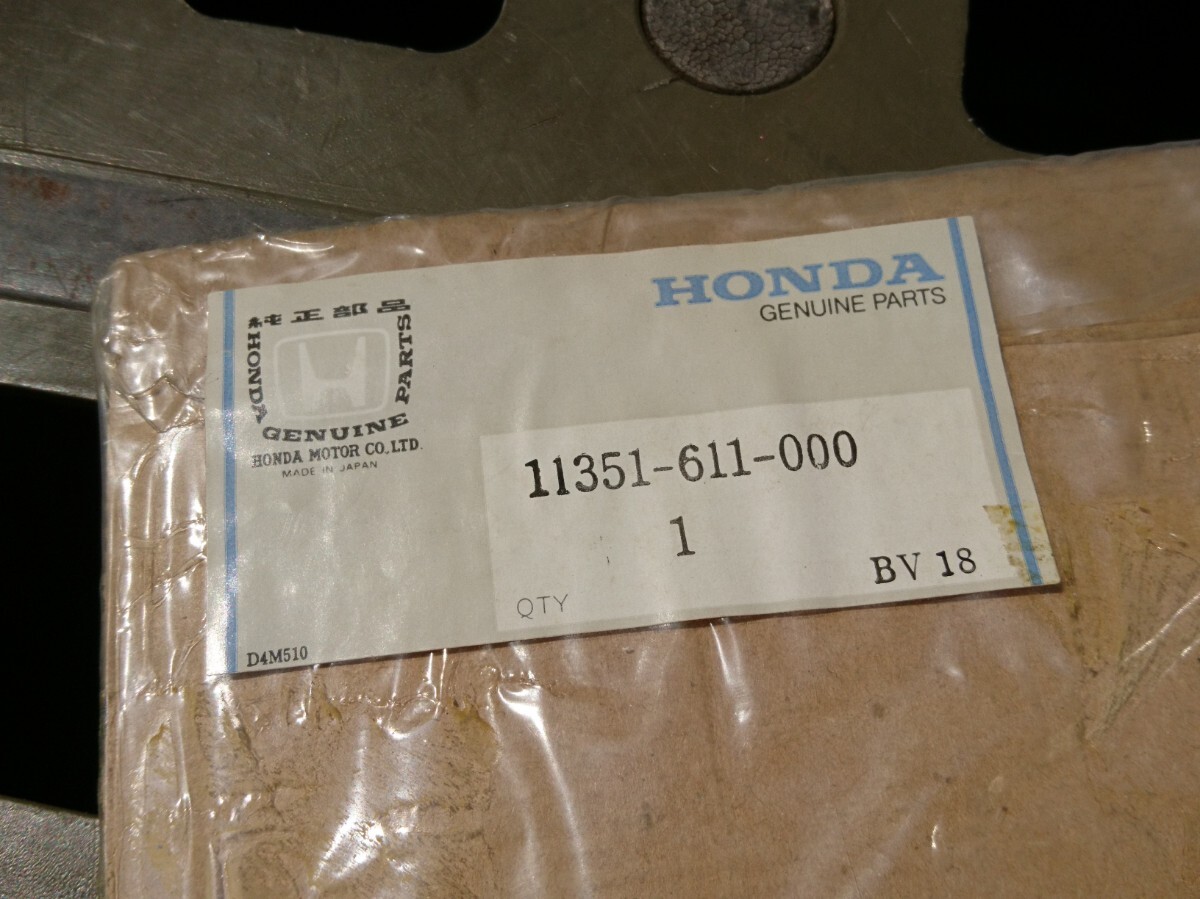 純正部品
HONDA
GENUINE
PARTS
HONDA MOTOR CO.,LTD.
MADE IN JAPAN
HONDA
GENUINE PARTS
11351-611-000
1
QTY
BV 18
D4M510